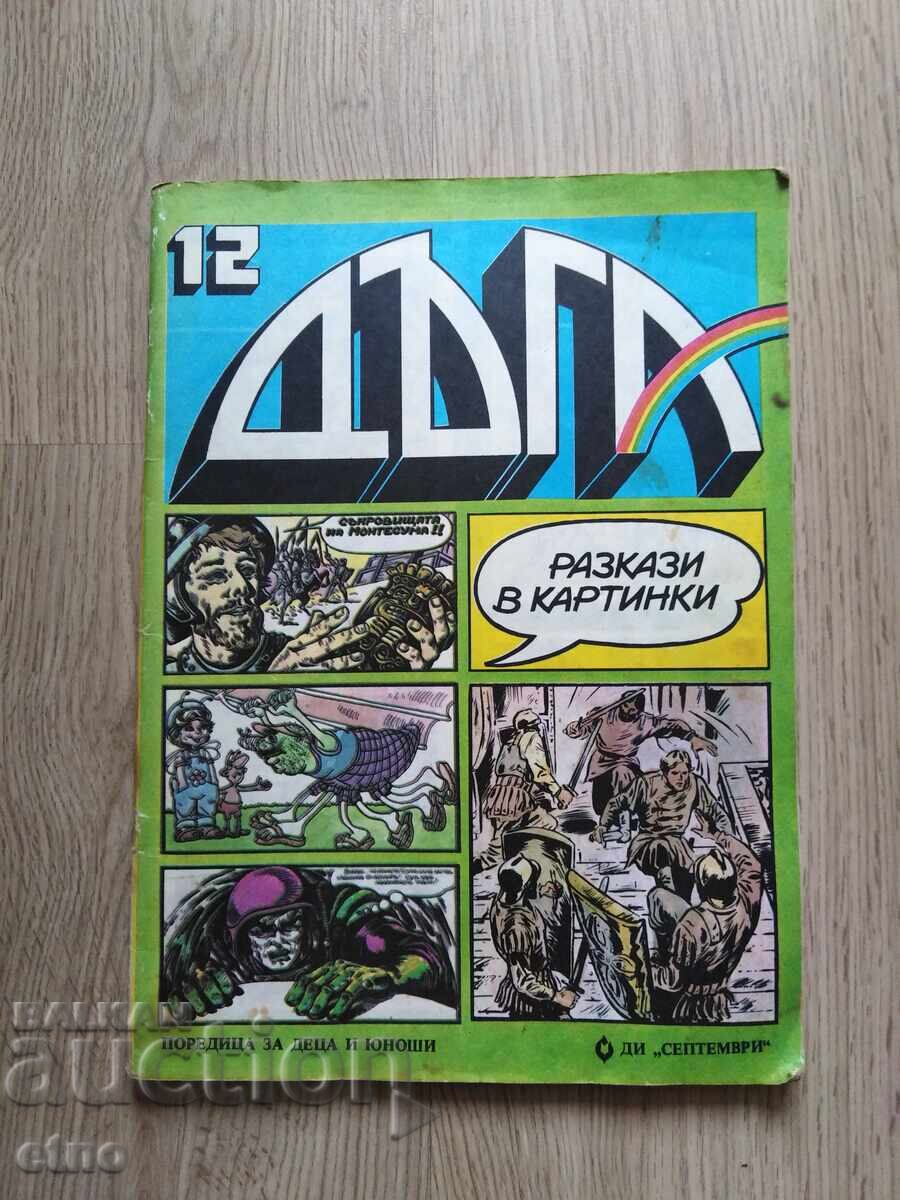 12
ДЪГА
СЪКРОВИЩАТА
НА МОНТЕСУМА!!
РАЗКАЗИ
В КАРТИНКИ
ПОРЕДИЦА ЗА ДЕЦА И ЮНОШИ
ДИ „СЕПТЕМВРИ“
BALKAN
auction
etno